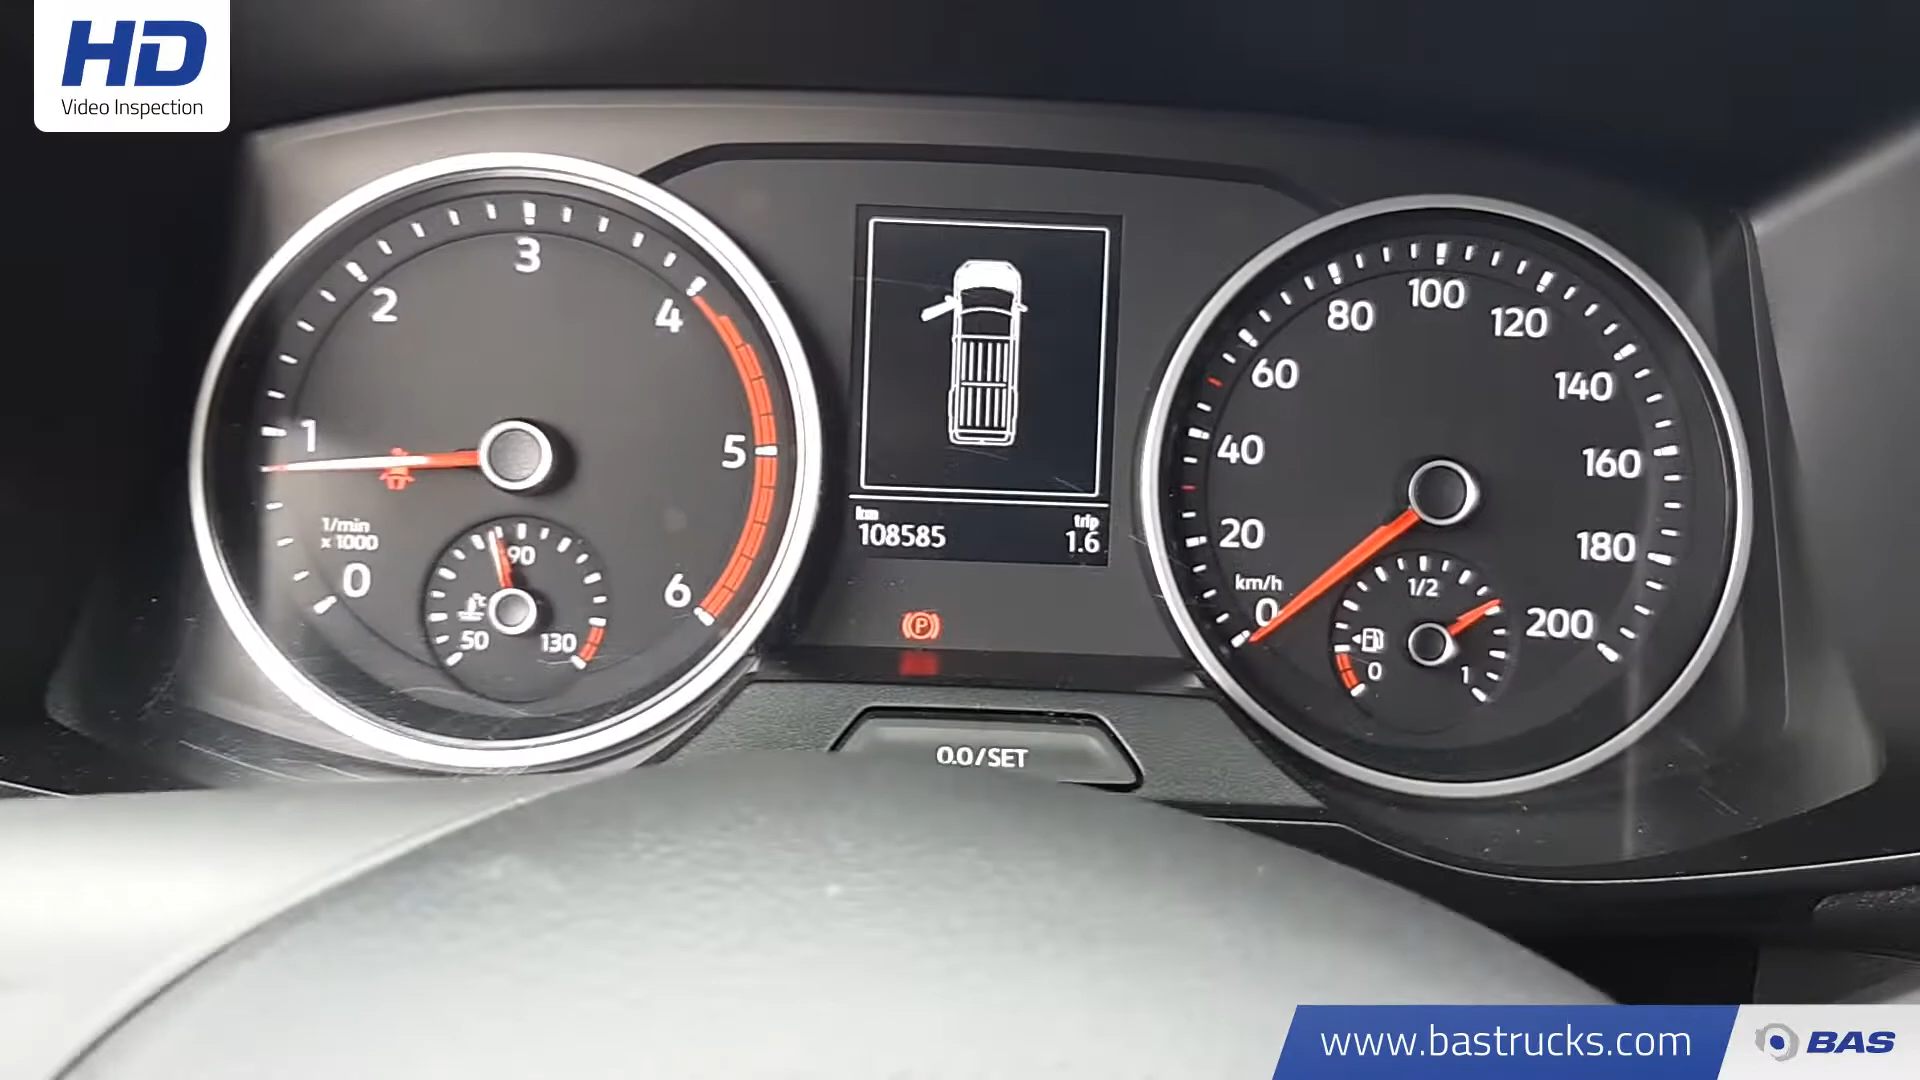 HD
Video Inspection
3
2
4
1
5
1/min
x 1000
0
6
90
50
130
°C
km
trip
108585
1.6
P
0.0/SET
100
80
120
60
140
40
160
20
180
km/h
0
200
1/2
0
1
www.bastrucks.com
BAS